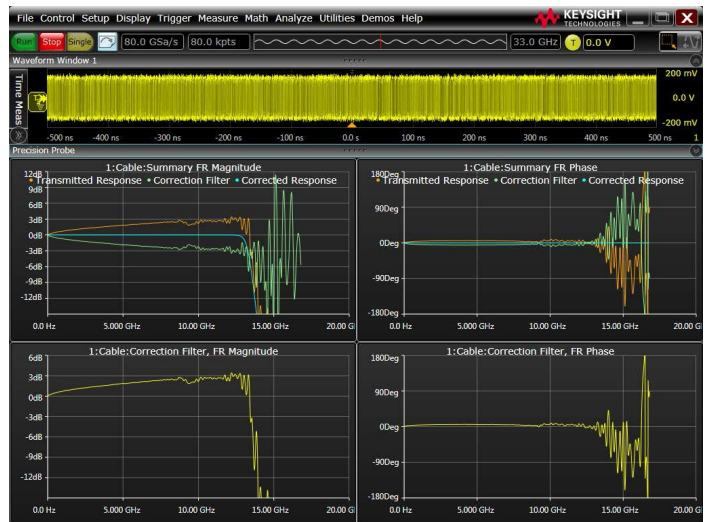 File Control Setup Display Trigger Measure Math Analyze Utilities Demos Help
KEYSIGHT
TECHNOLOGIES
Run Stop Single 80.0 GSa/s 80.0 kpts 33.0 GHz T 0.0 V
Waveform Window 1
Time Meas
200 mV
0.0 V
-200 mV
-500 ns -400 ns -300 ns -200 ns -100 ns 0.0 s 100 ns 200 ns 300 ns 400 ns 500 ns 1
Precision Probe
1:Cable:Summary FR Magnitude
Transmitted Response Correction Filter Corrected Response
12dB
9dB
6dB
3dB
0dB
-3dB
-6dB
-9dB
-12dB
0.0 Hz 5.000 GHz 10.00 GHz 15.00 GHz 20.00 G
1:Cable:Summary FR Phase
Transmitted Response Correction Filter Corrected Response
180Deg
90Deg
0Deg
-90Deg
-180Deg
0.0 Hz 5.000 GHz 10.00 GHz 15.00 GHz 20.00 G
1:Cable:Correction Filter, FR Magnitude
6dB
3dB
0dB
-3dB
-6dB
-9dB
-12dB
0.0 Hz 5.000 GHz 10.00 GHz 15.00 GHz 20.00 G
1:Cable:Correction Filter, FR Phase
180Deg
90Deg
0Deg
-90Deg
-180Deg
0.0 Hz 5.000 GHz 10.00 GHz 15.00 GHz 20.00 G